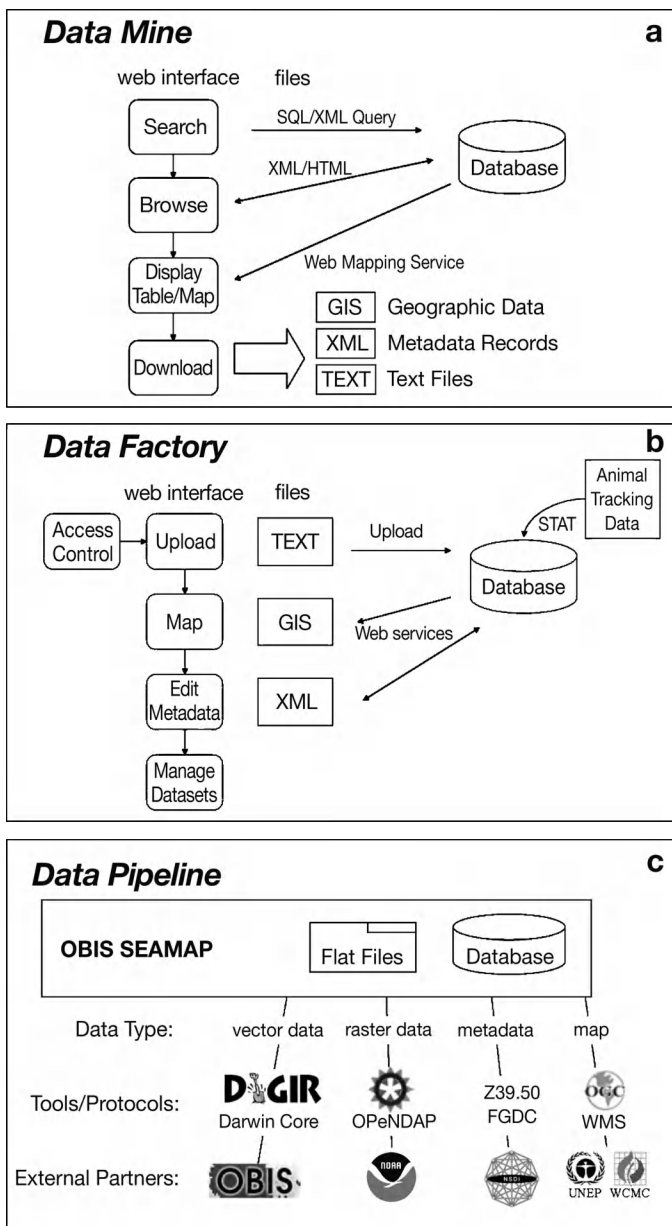 Data Mine
a
web interface files
Search
SQL/XML Query
Database
XML/HTML
Browse
Display
Table/Map
Web Mapping Service
GIS Geographic Data
Download
XML Metadata Records
TEXT Text Files
Data Factory
b
web interface files
Animal
Tracking
Data
Access
Control
Upload
TEXT
Upload
STAT
Database
Map
GIS
Web services
Edit
Metadata
XML
Manage
Datasets
Data Pipeline
c
OBIS SEAMAP
Flat Files
Database
Data Type: vector data raster data metadata map
Tools/Protocols:
DiGIR
Darwin Core
OPeNDAP
Z39.50
FGDC
OGC
WMS
External Partners:
OBIS
NOAA
NSDI
UNEP WCMC